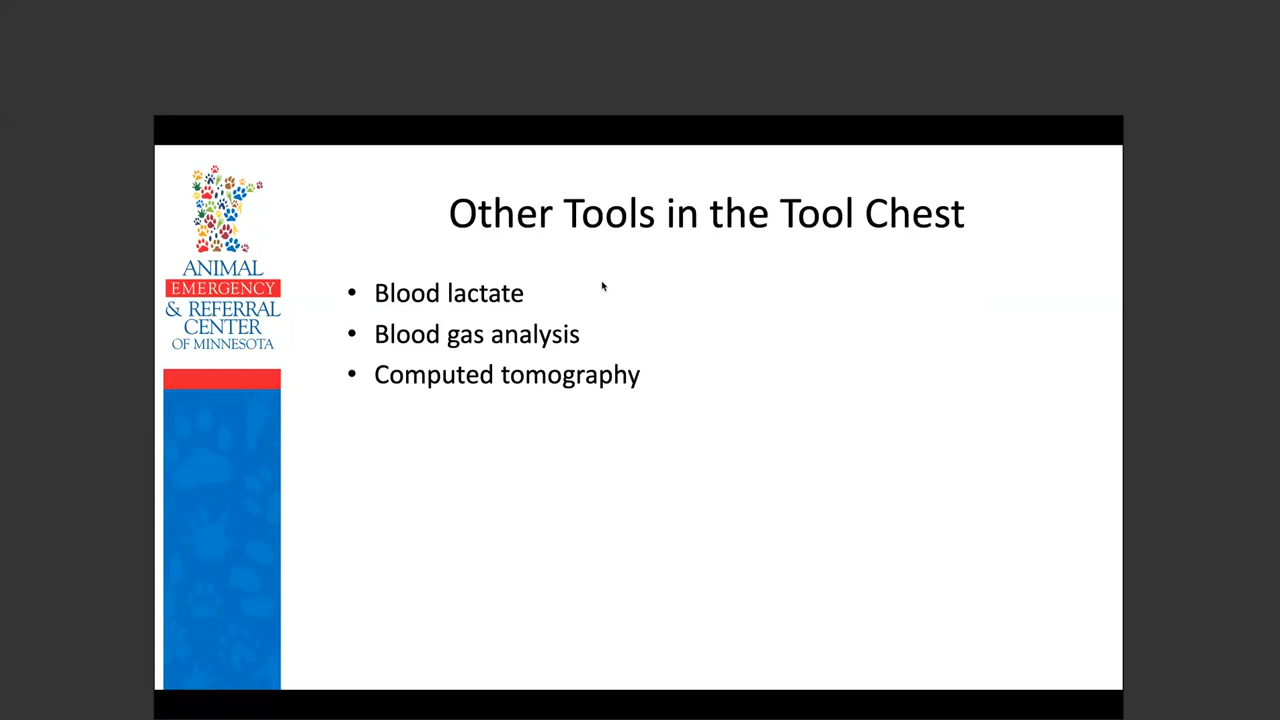 Other Tools in the Tool Chest
• Blood lactate
• Blood gas analysis
• Computed tomography
ANIMAL
EMERGENCY
& REFERRAL
CENTER
OF MINNESOTA